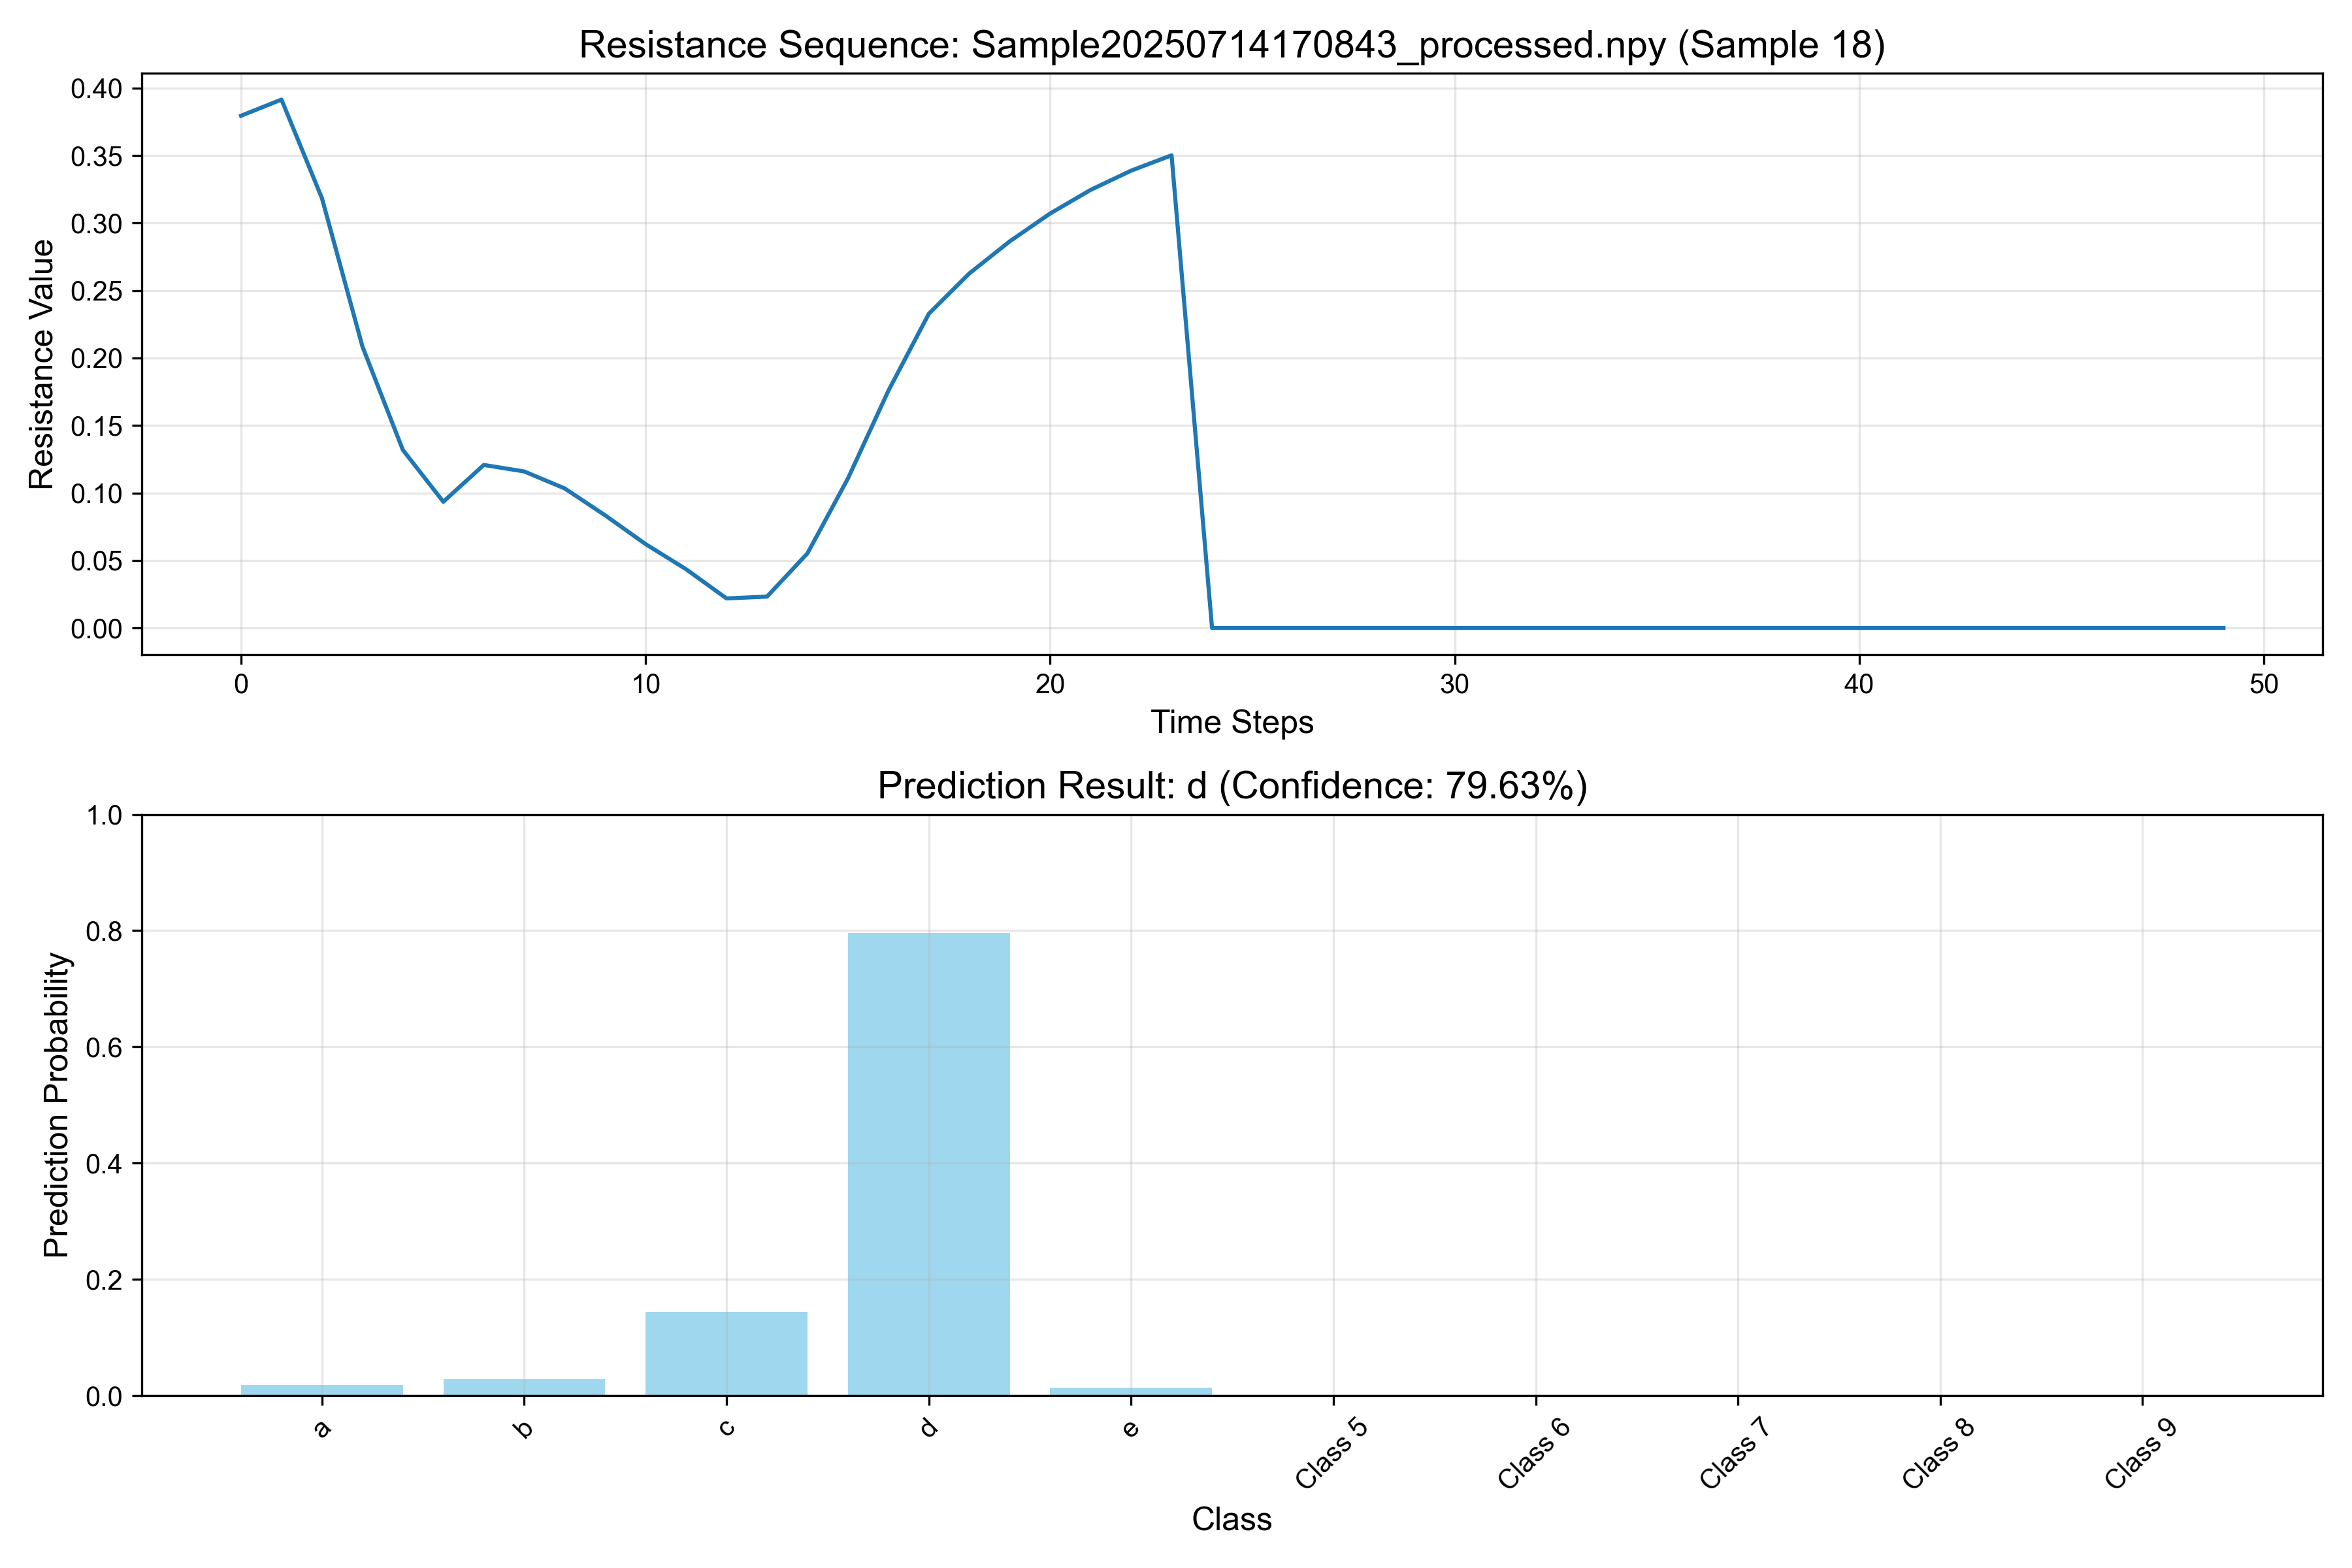 Resistance Sequence: Sample20250714170843_processed.npy (Sample 18)
0.40
0.35
0.30
0.25
0.20
0.15
0.10
0.05
0.00
Resistance Value
0 10 20 30 40 50
Time Steps
Prediction Result: d (Confidence: 79.63%)
1.0
0.8
0.6
0.4
0.2
0.0
Prediction Probability
a b c d e Class 5 Class 6 Class 7 Class 8 Class 9
Class